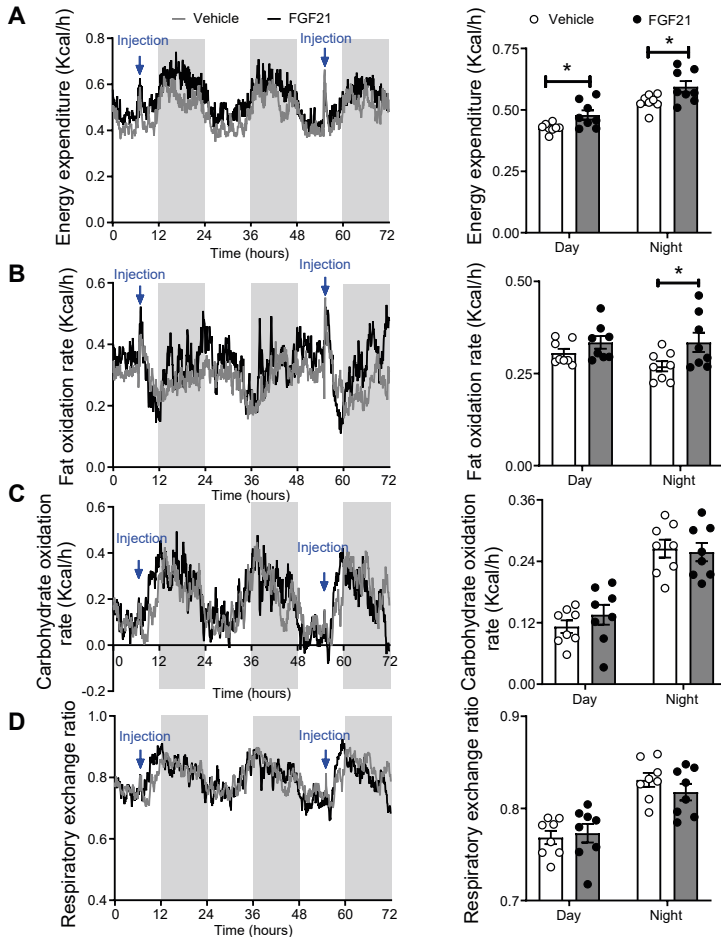 A
Vehicle
FGF21
Injection
Injection
Energy expenditure (Kcal/h)
0.8
0.6
0.4
0.2
0.0
0
12
24
36
48
60
72
Time (hours)
Vehicle
FGF21
Energy expenditure (Kcal/h)
0.75
0.50
0.25
0.00
*
*
Day
Night
B
Injection
Injection
Fat oxidation rate (Kcal/h)
0.6
0.4
0.2
0.0
0
12
24
36
48
60
72
Time (hours)
Fat oxidation rate (Kcal/h)
0.50
0.25
0.00
*
Day
Night
C
Injection
Injection
Carbohydrate oxidation
rate (Kcal/h)
0.6
0.4
0.2
0.0
-0.2
0
12
24
36
48
60
72
Time (hours)
Carbohydrate oxidation
rate (Kcal/h)
0.36
0.24
0.12
0.00
Day
Night
D
Injection
Injection
Respiratory exchange ratio
1.0
0.8
0.6
0.4
0
12
24
36
48
60
72
Time (hours)
Respiratory exchange ratio
0.9
0.8
0.7
Day
Night